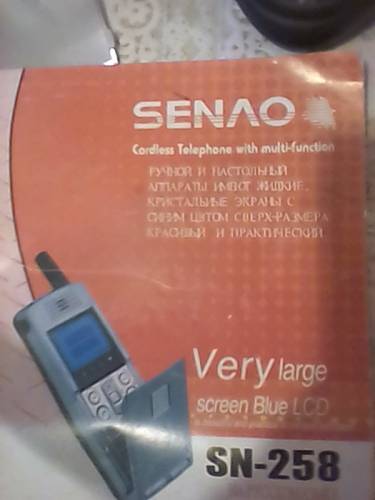 SENAO
Cordless Telephone with multi-function
РУЧНОЙ И НАСТОЛЬНЫЙ
АППАРАТЫ ИМЕЮТ ЖИДКИЕ,
КРИСТАЛЬНЫЕ ЭКРАНЫ С
СИНИМ ЦВТОМ СВЕРХ-РАЗМЕРА
КРАСИВЫЙ И ПРАКТИЧЕСКИЙ
Very large
screen Blue LCD
SN-258